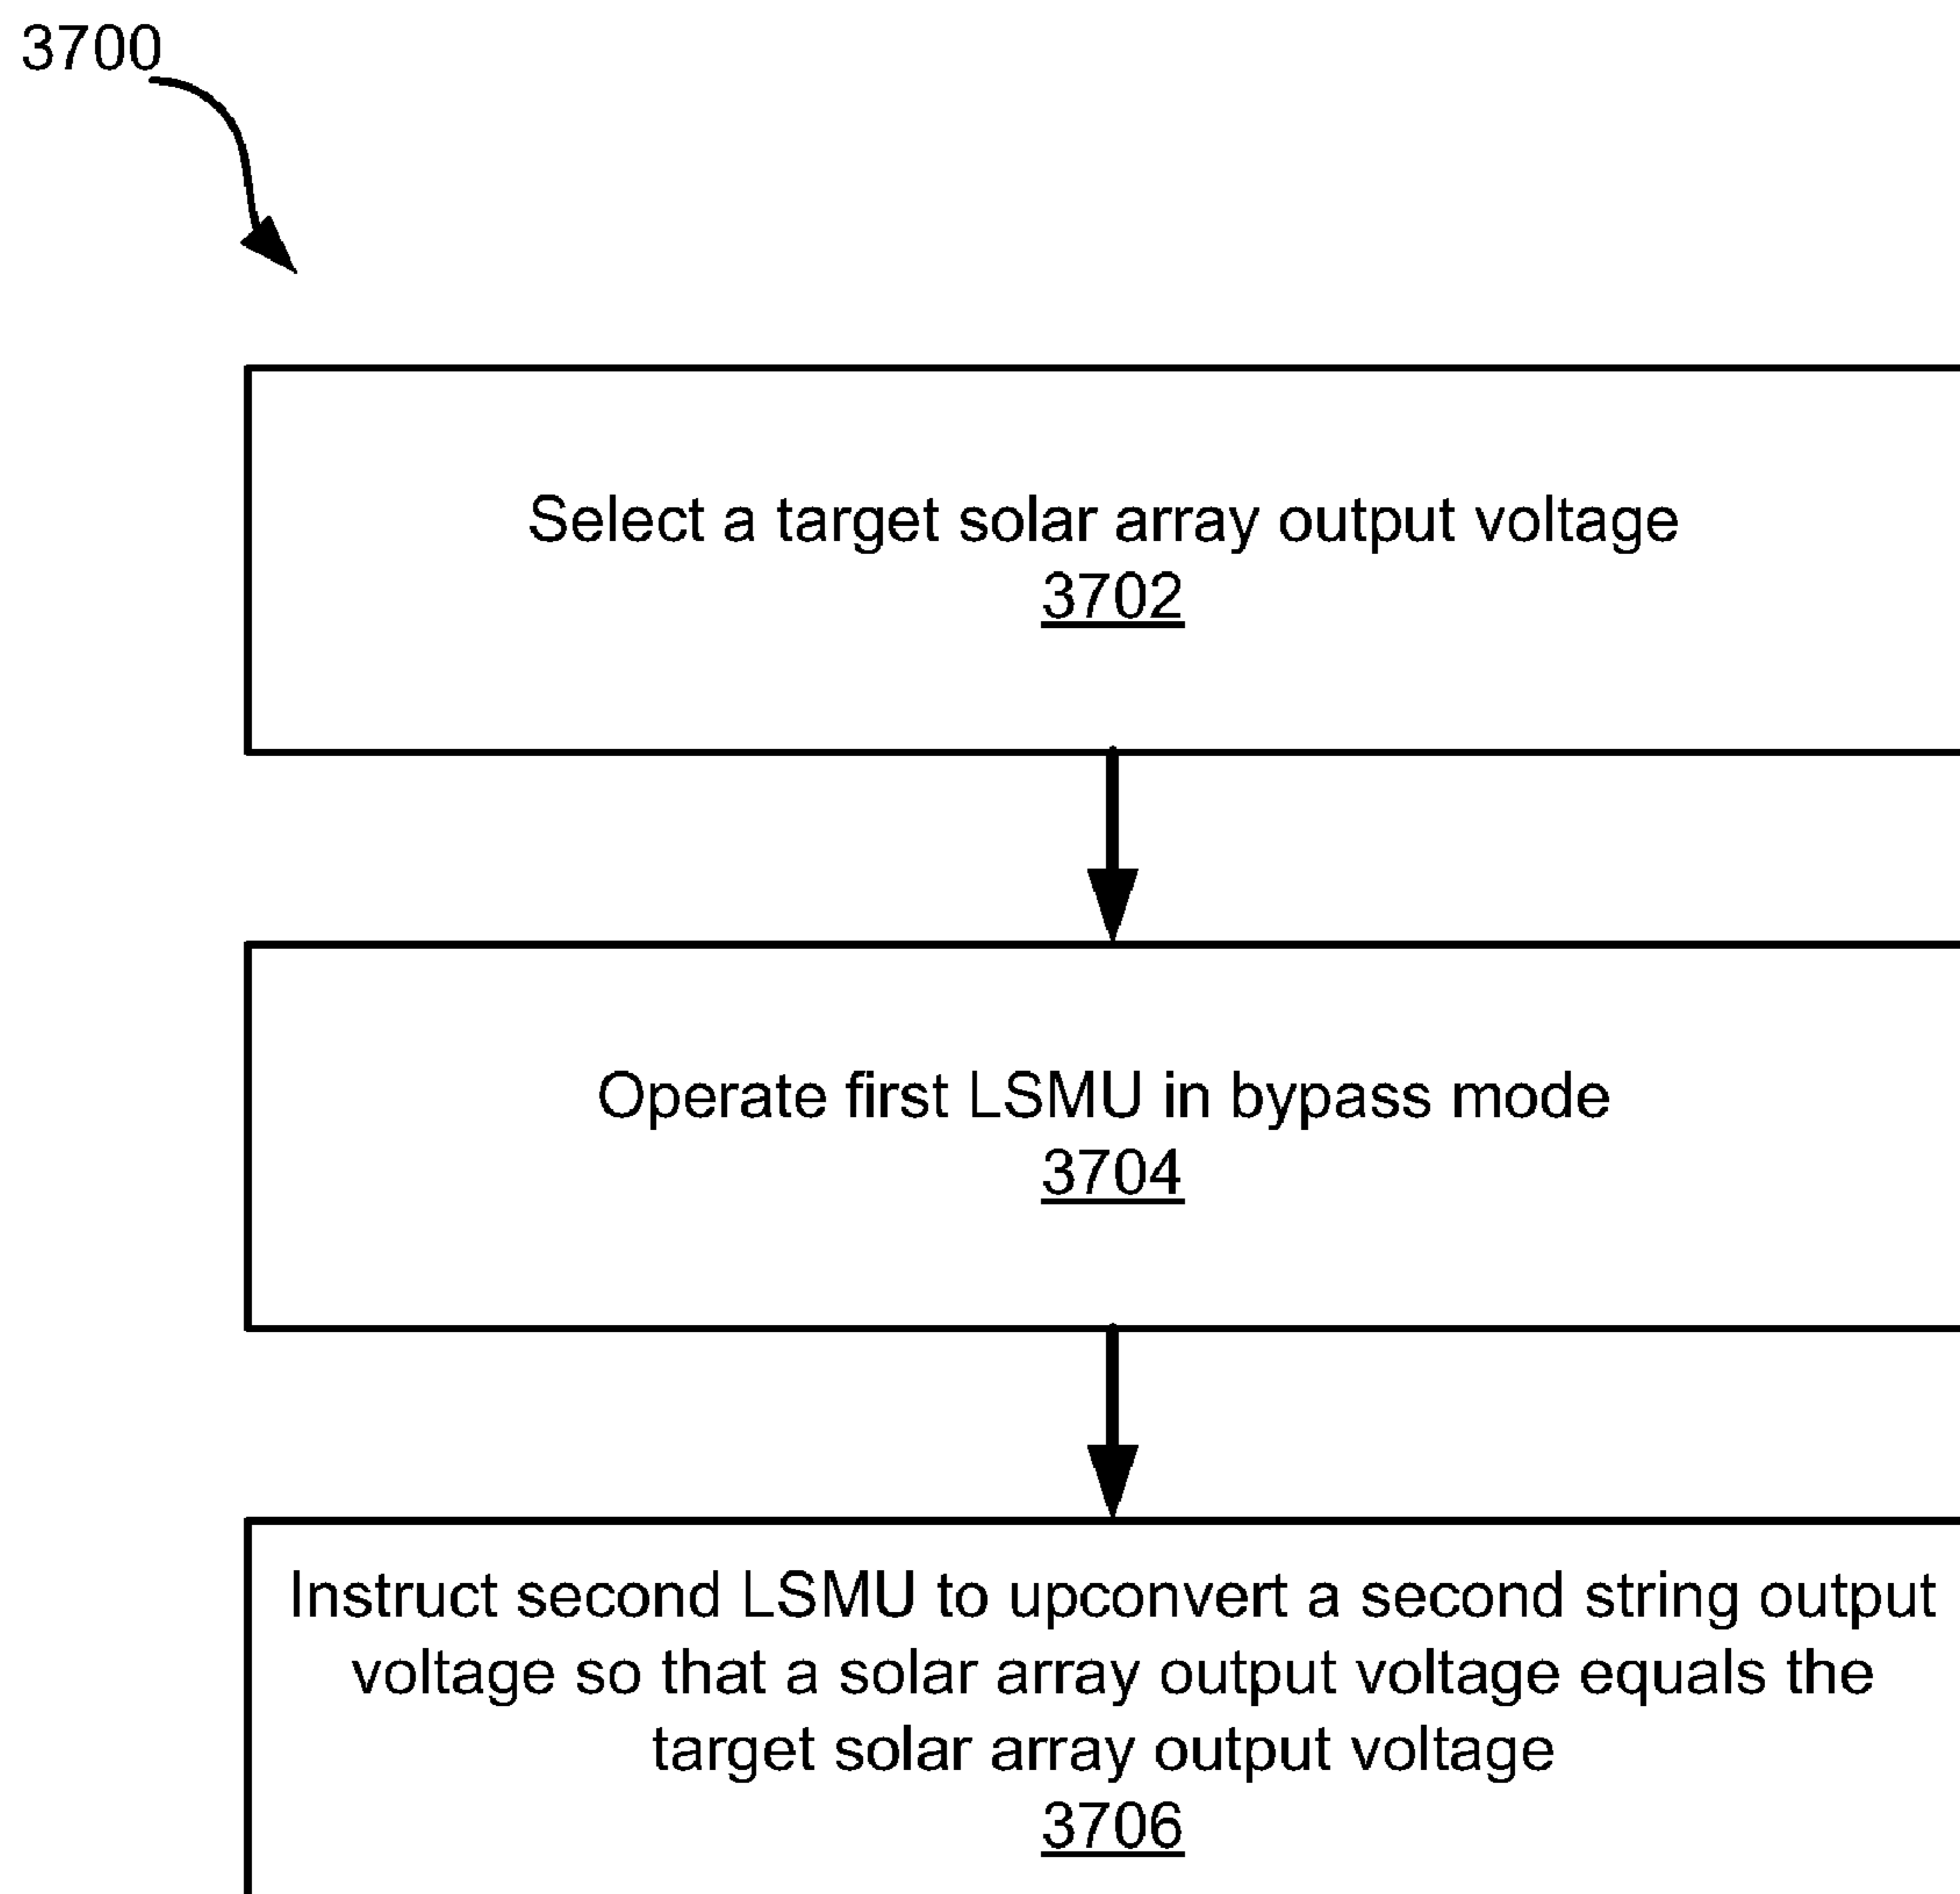 3700
Select a target solar array output voltage
3702
Operate first LSMU in bypass mode
3704
Instruct second LSMU to upconvert a second string output
voltage so that a solar array output voltage equals the
target solar array output voltage
3706